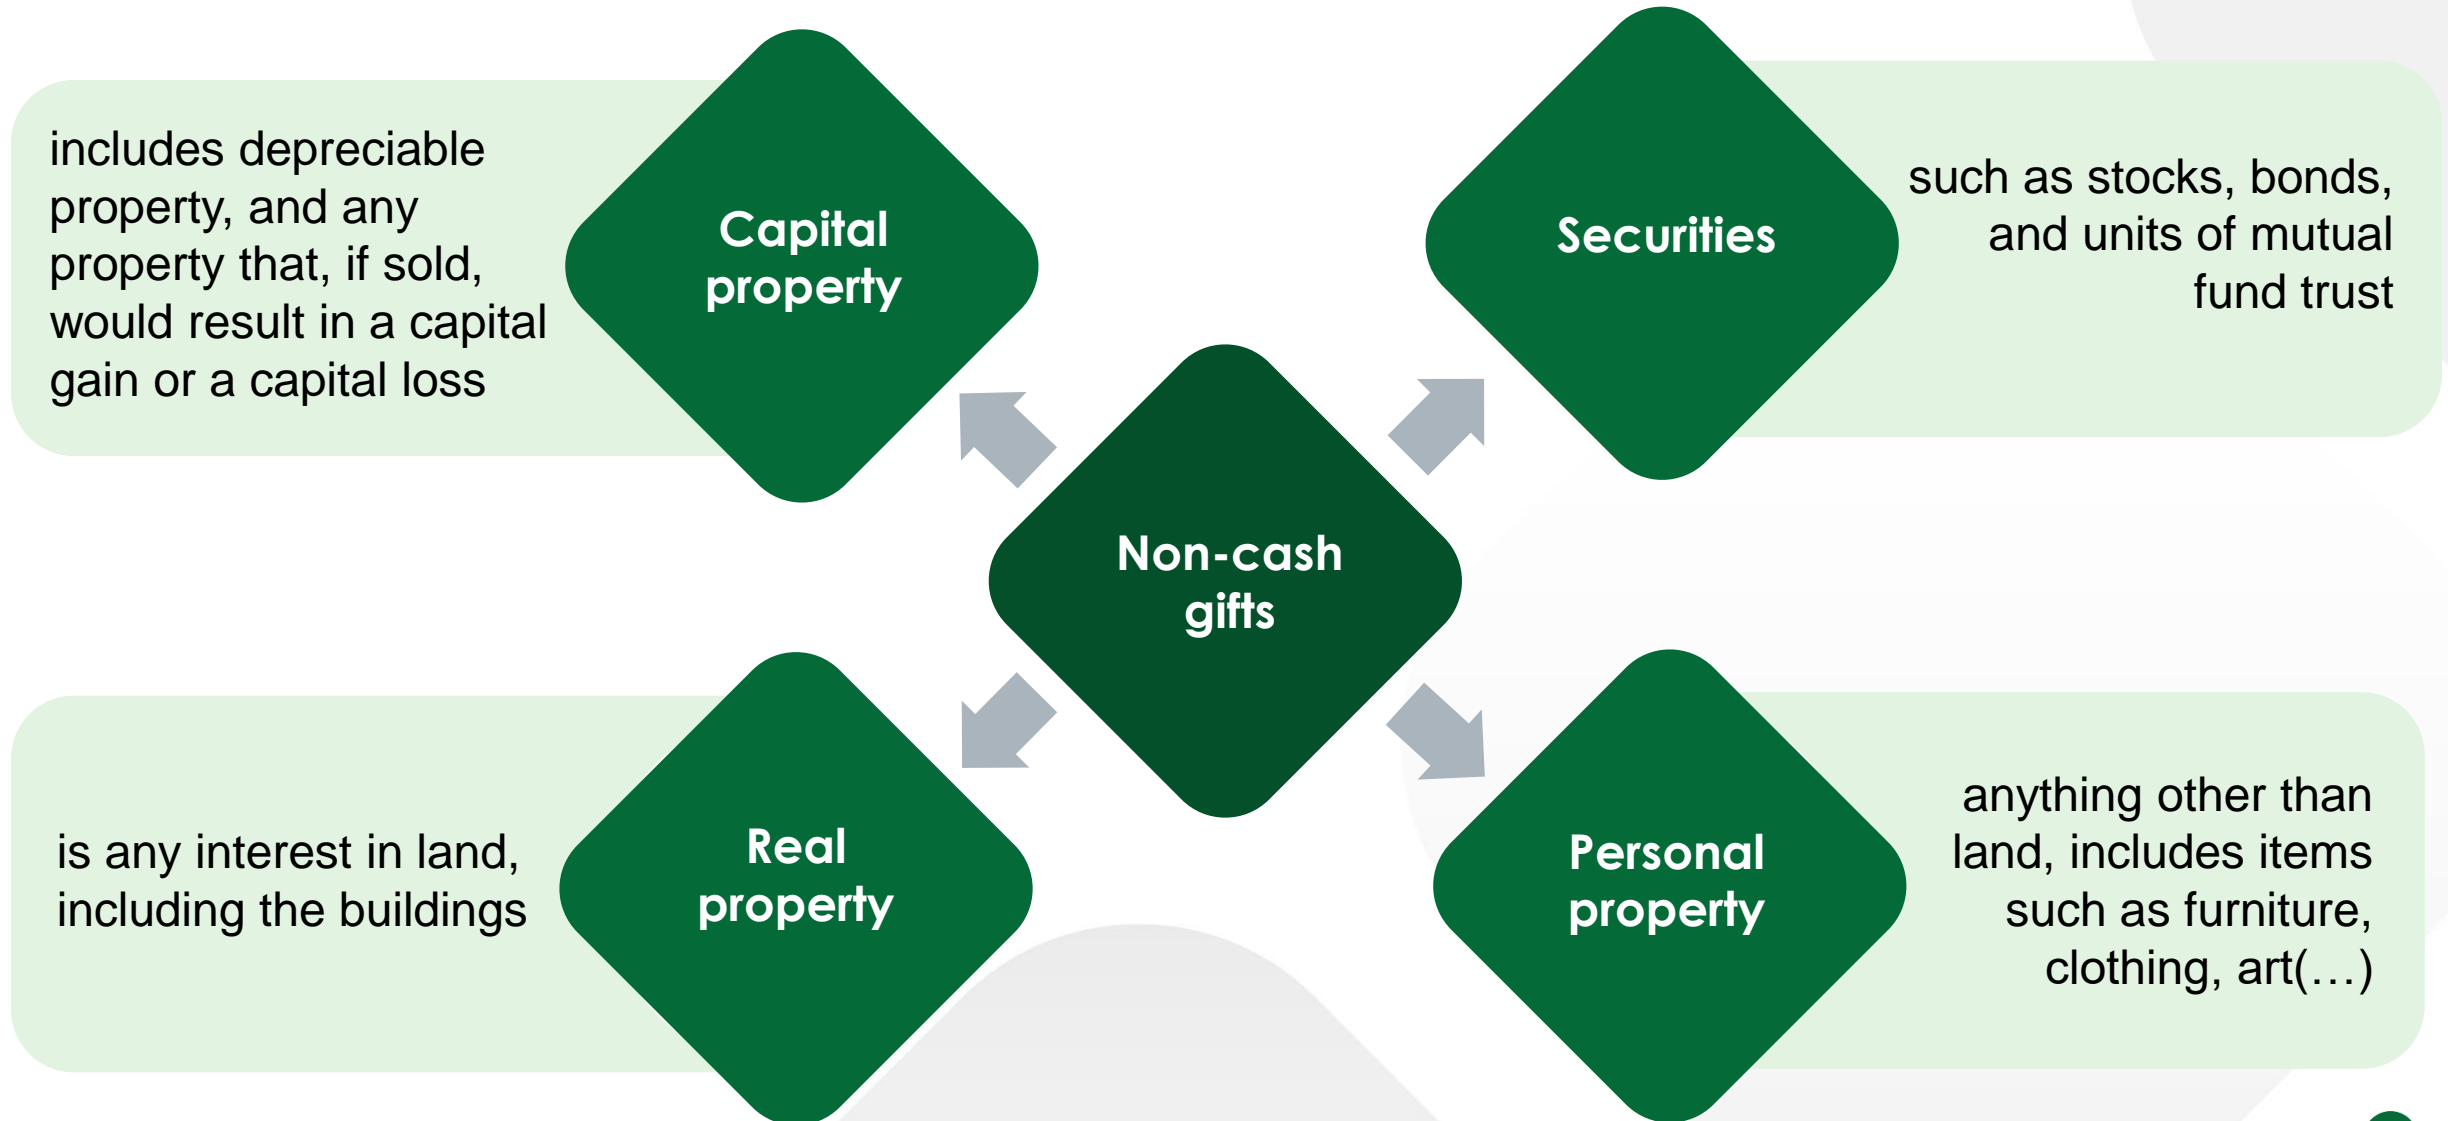 includes depreciable
property, and any
property that, if sold,
would result in a capital
gain or a capital loss
Capital
property
Securities
such as stocks, bonds,
and units of mutual
fund trust
Non-cash
gifts
is any interest in land,
including the buildings
Real
property
Personal
property
anything other than
land, includes items
such as furniture,
clothing, art(…)